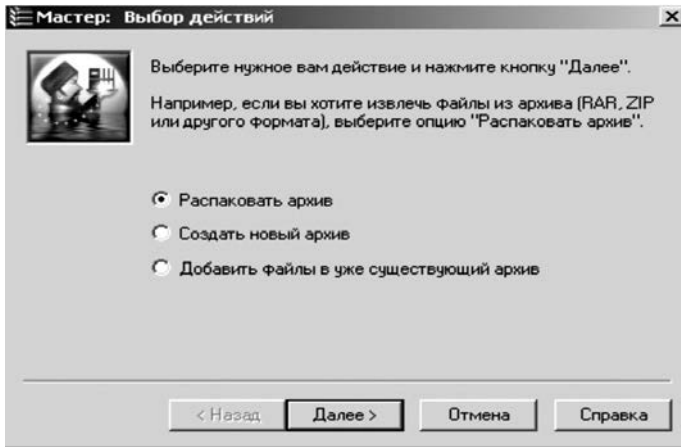 Мастер: Выбор действий
Выберите нужное вам действие и нажмите кнопку "Далее".
Например, если вы хотите извлечь файлы из архива (RAR, ZIP
или другого формата), выберите опцию "Распаковать архив".
Распаковать архив
Создать новый архив
Добавить файлы в уже существующий архив
< Назад Далее > Отмена Справка